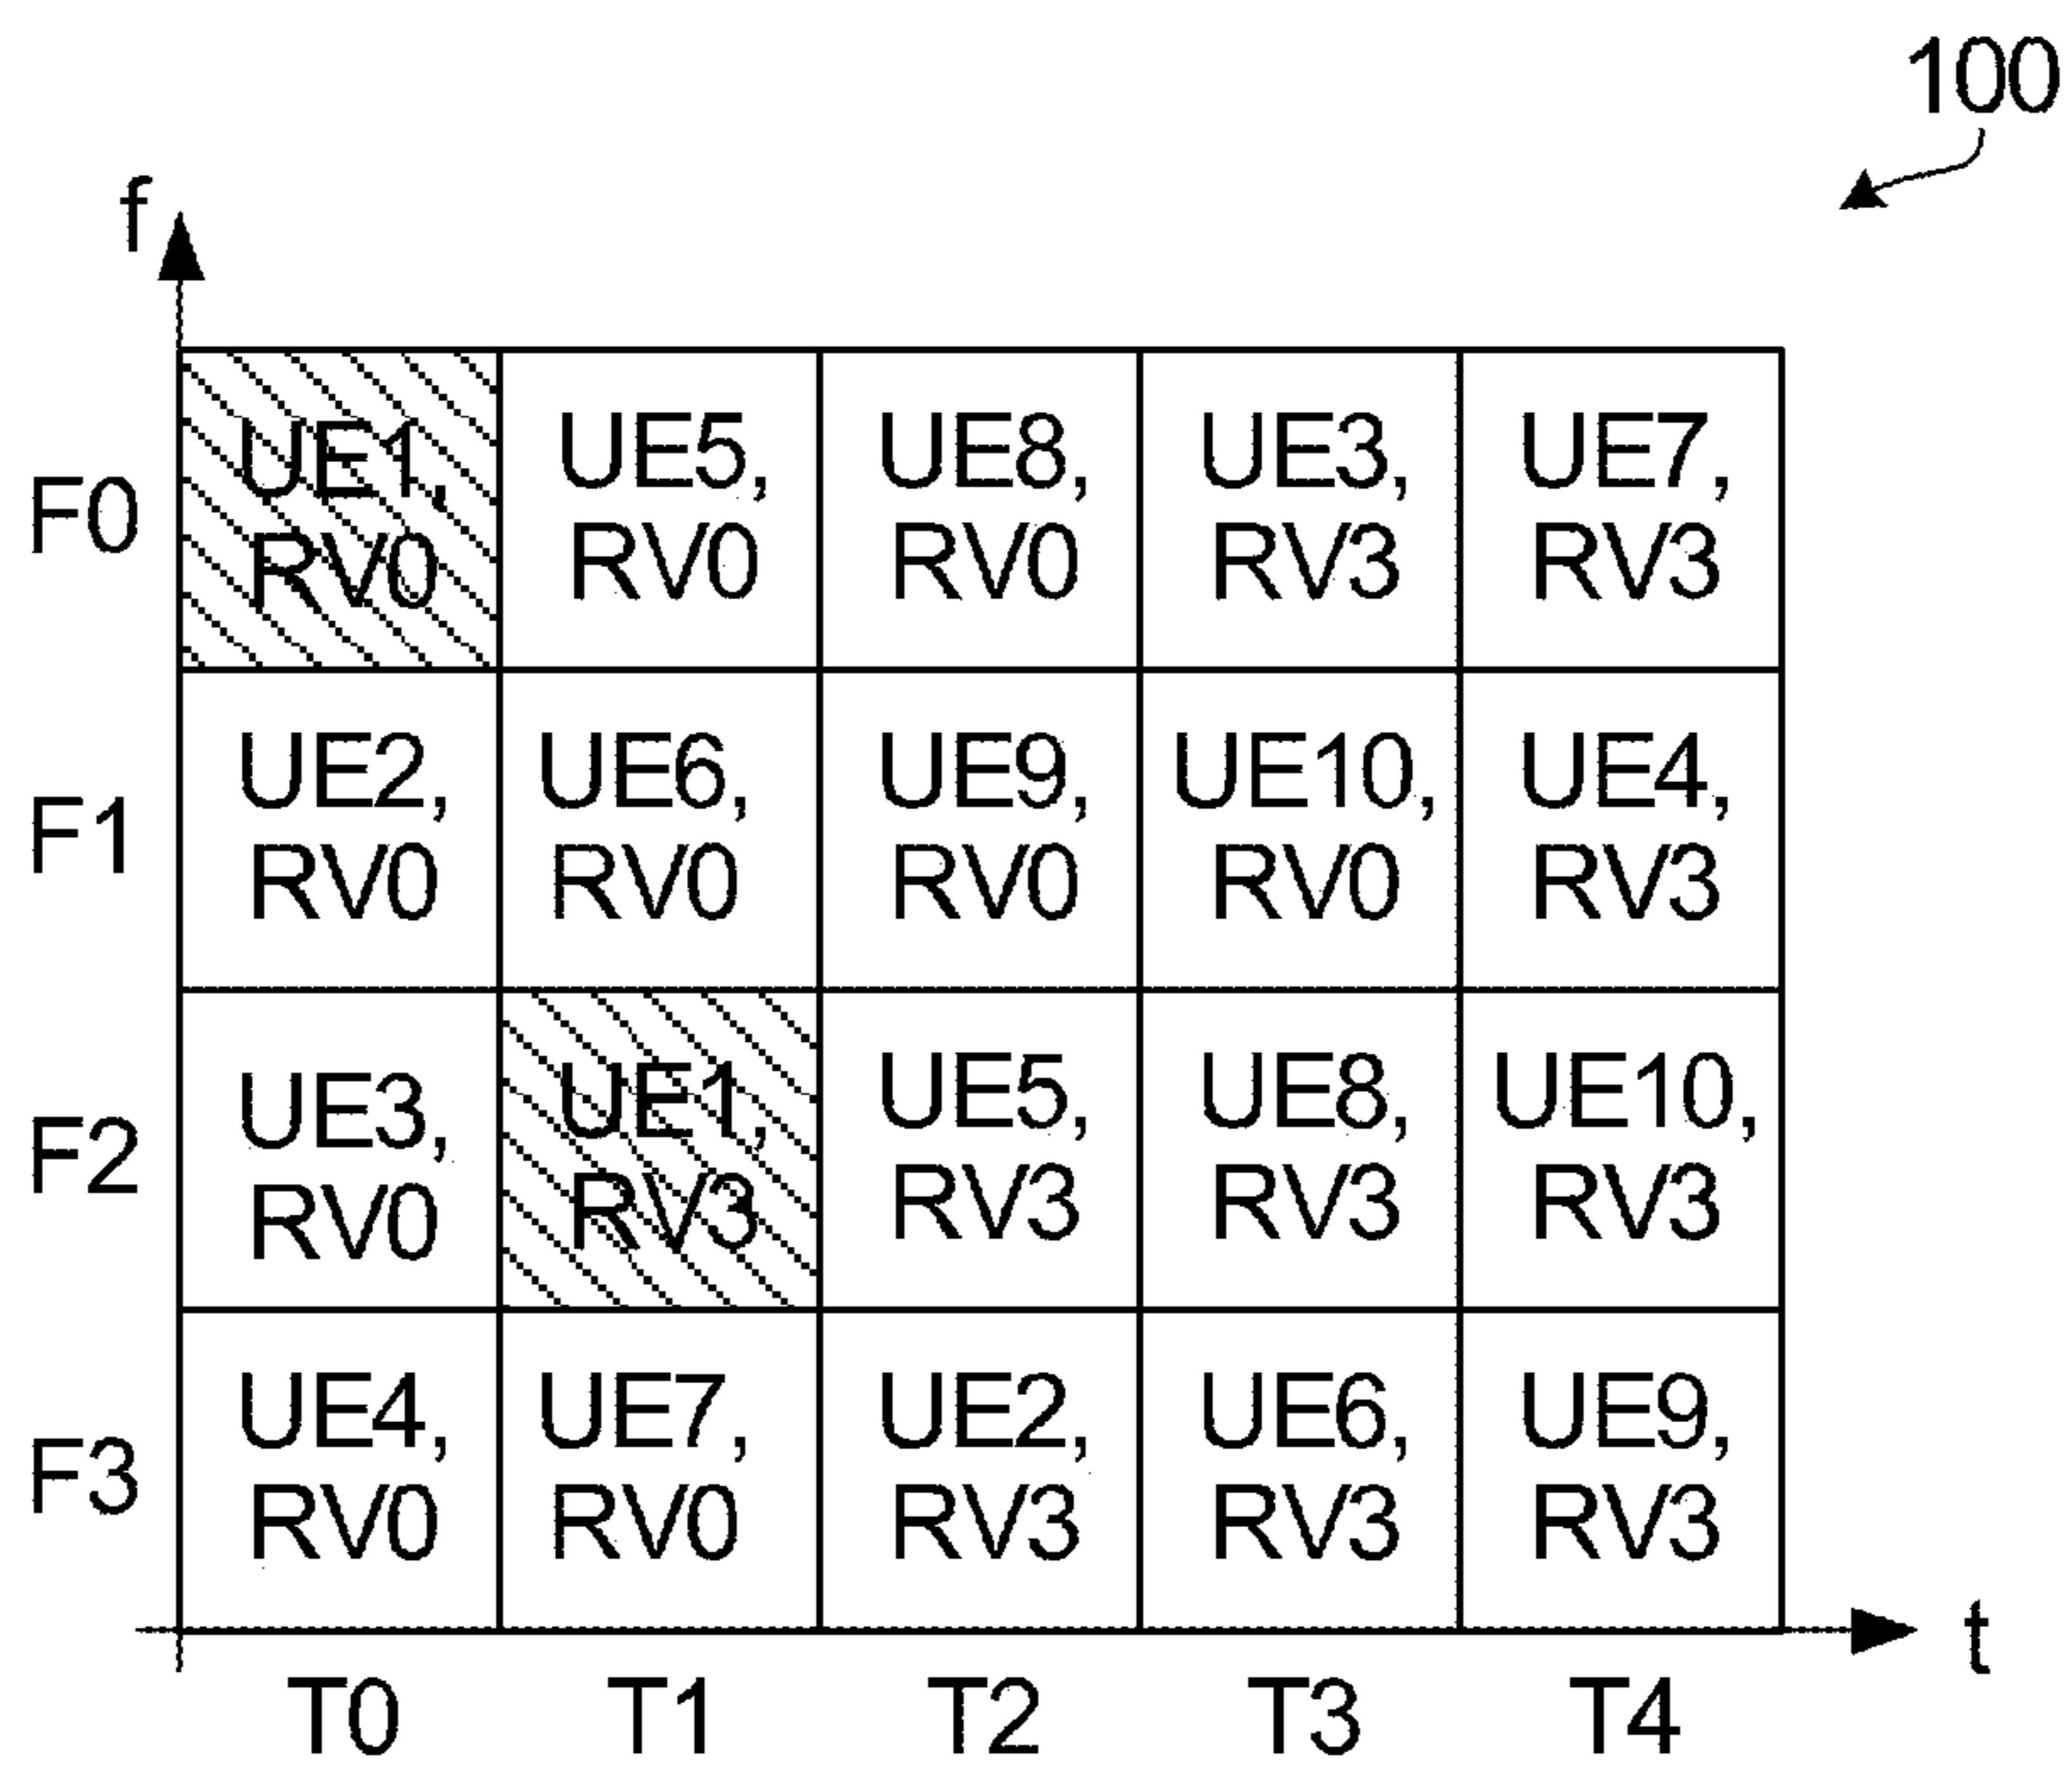 100
f
F0
UE1,
RV0
UE5,
RV0
UE8,
RV0
UE3,
RV3
UE7,
RV3
F1
UE2,
RV0
UE6,
RV0
UE9,
RV0
UE10,
RV0
UE4,
RV3
F2
UE3,
RV0
UE1,
RV3
UE5,
RV3
UE8,
RV3
UE10,
RV3
F3
UE4,
RV0
UE7,
RV0
UE2,
RV3
UE6,
RV3
UE9,
RV3
t
T0
T1
T2
T3
T4